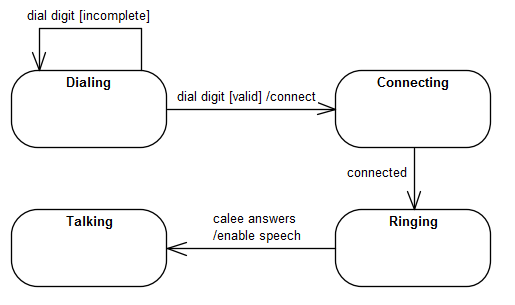 dial digit [incomplete]
Dialing
dial digit [valid] /connect
Connecting
connected
Talking
calee answers
/enable speech
Ringing